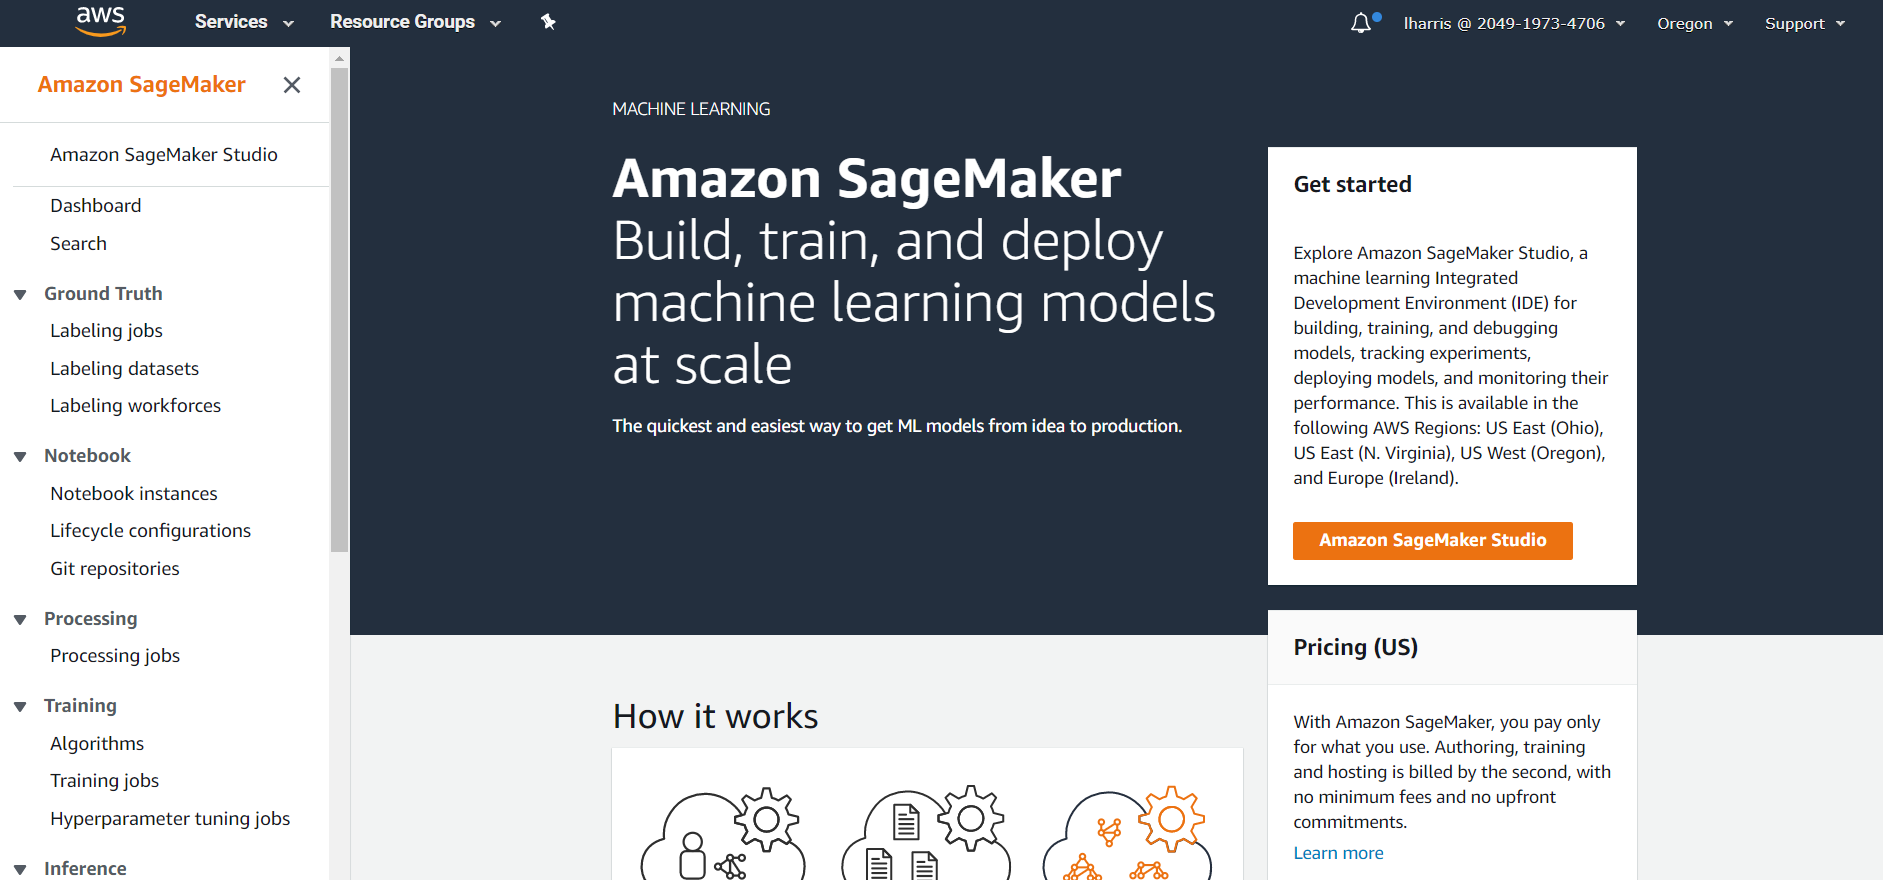 aws
Services
Resource Groups
lharris @ 2049-1973-4706
Oregon
Support
Amazon SageMaker
Amazon SageMaker Studio
Dashboard
Search
Ground Truth
Labeling jobs
Labeling datasets
Labeling workforces
Notebook
Notebook instances
Lifecycle configurations
Git repositories
Processing
Processing jobs
Training
Algorithms
Training jobs
Hyperparameter tuning jobs
Inference
MACHINE LEARNING
Amazon SageMaker
Build, train, and deploy
machine learning models
at scale
The quickest and easiest way to get ML models from idea to production.
How it works
Get started
Explore Amazon SageMaker Studio, a
machine learning Integrated
Development Environment (IDE) for
building, training, and debugging
models, tracking experiments,
deploying models, and monitoring their
performance. This is available in the
following AWS Regions: US East (Ohio),
US East (N. Virginia), US West (Oregon),
and Europe (Ireland).
Amazon SageMaker Studio
Pricing (US)
With Amazon SageMaker, you pay only
for what you use. Authoring, training
and hosting is billed by the second, with
no minimum fees and no upfront
commitments.
Learn more